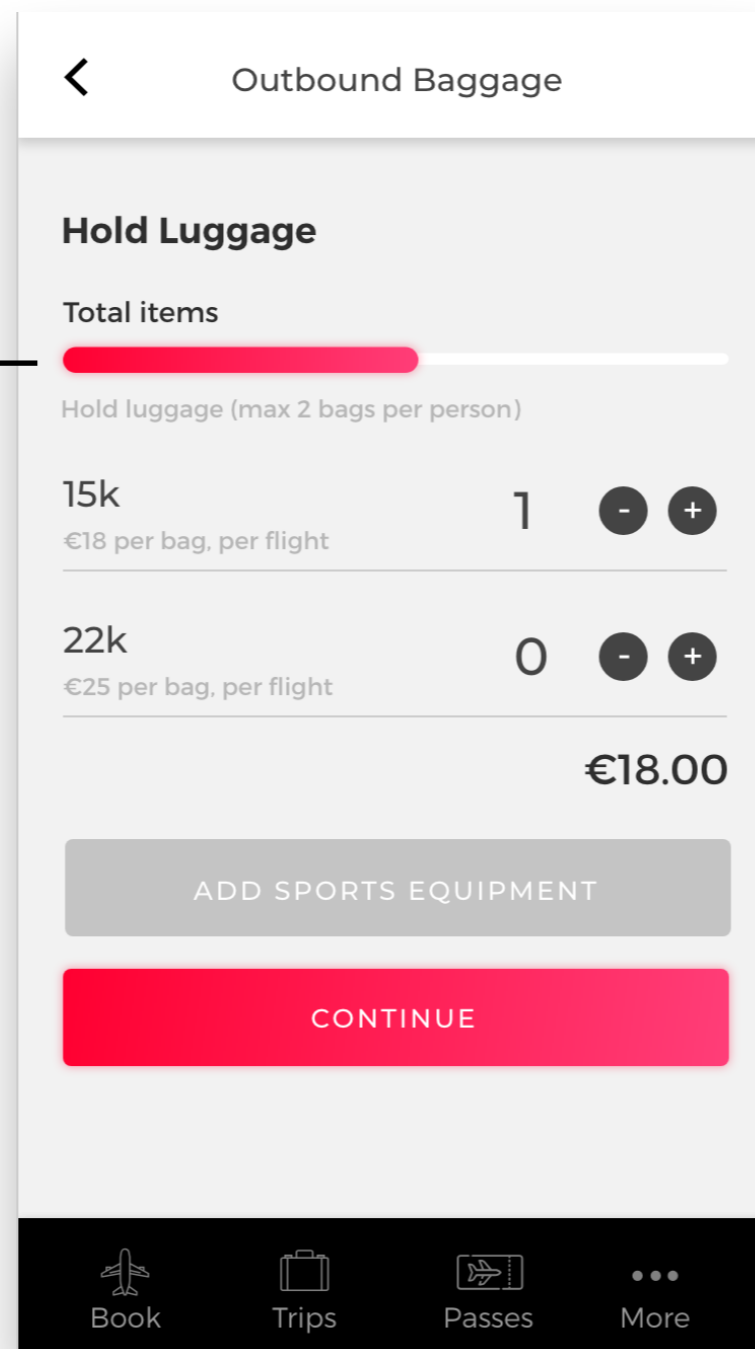 Outbound Baggage
Hold Luggage
Total items
Hold luggage (max 2 bags per person)
15k
1
-
+
€18 per bag, per flight
22k
0
-
+
€25 per bag, per flight
€18.00
ADD SPORTS EQUIPMENT
CONTINUE
Book
Trips
Passes
More